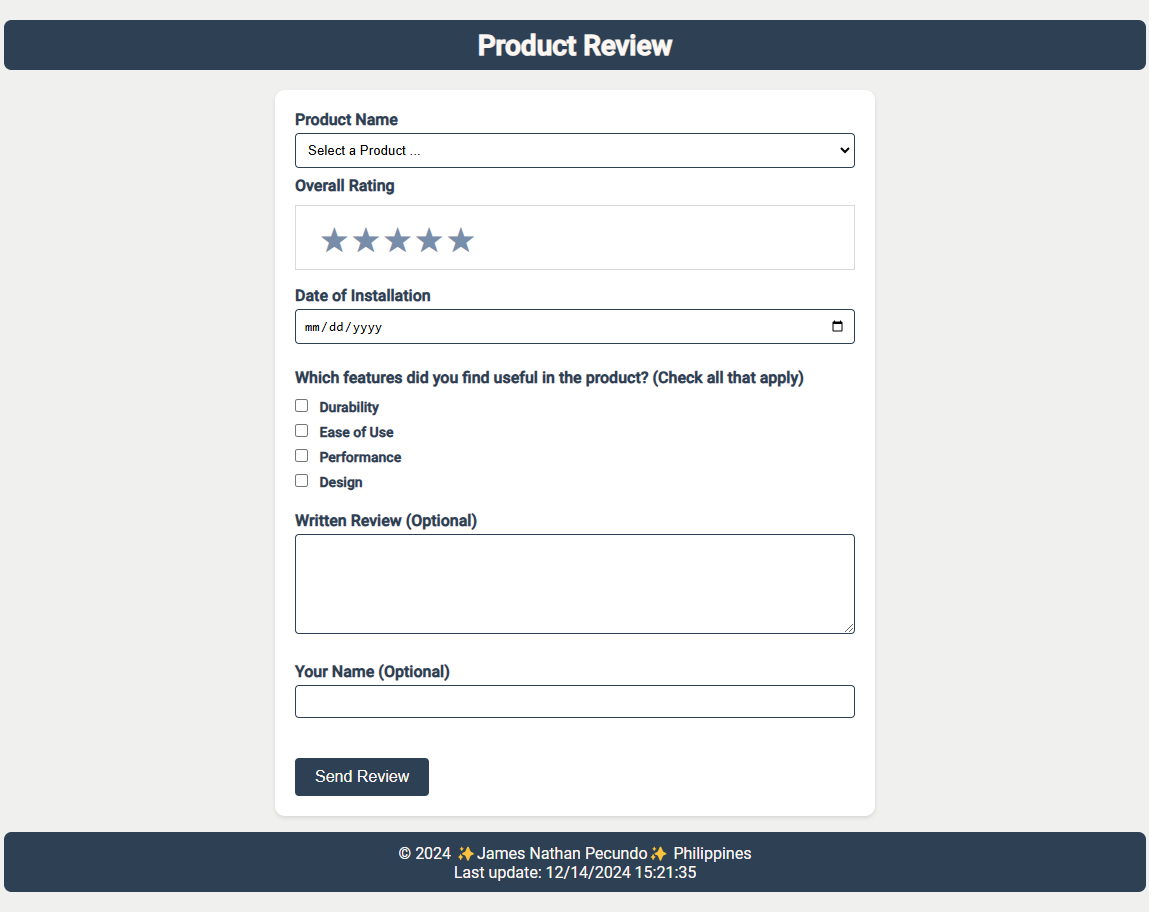 Product Review
Product Name
Select a Product ...
Overall Rating
★★★★★
Date of Installation
mm/dd/yyyy
Which features did you find useful in the product? (Check all that apply)
Durability
Ease of Use
Performance
Design
Written Review (Optional)
Your Name (Optional)
Send Review
© 2024 ✨James Nathan Pecundo✨ Philippines
Last update: 12/14/2024 15:21:35